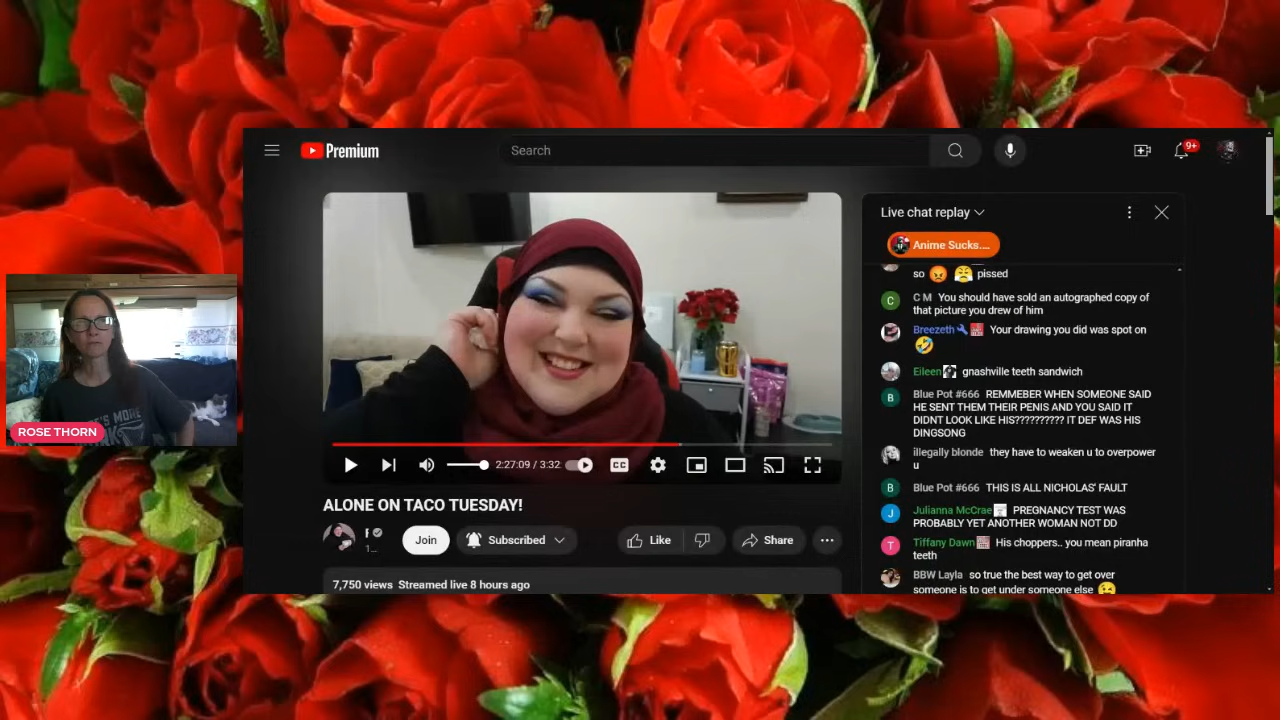 Premium
Search
9+
Live chat replay
Anime Sucks....
so 😡 😤 pissed
C M You should have sold an autographed copy of
that picture you drew of him
Breezeth Your drawing you did was spot on
🤣
Eileen gnashville teeth sandwich
Blue Pot #666 REMMEBER WHEN SOMEONE SAID
HE SENT THEM THEIR PENIS AND YOU SAID IT
DIDNT LOOK LIKE HIS?????????? IT DEF WAS HIS
DINGSONG
illegally blonde they have to weaken u to overpower
u
Blue Pot #666 THIS IS ALL NICHOLAS' FAULT
Julianna McCrae PREGNANCY TEST WAS
PROBABLY YET ANOTHER WOMAN NOT DD
Tiffany Dawn His choppers.. you mean piranha
teeth
BBW Layla so true the best way to get over
someone is to get under someone else
C
B
B
J
T
2:27:09 / 3:32
CC
ALONE ON TACO TUESDAY!
1...
Join
Subscribed
Like
Share
7,750 views Streamed live 8 hours ago
ROSE THORN